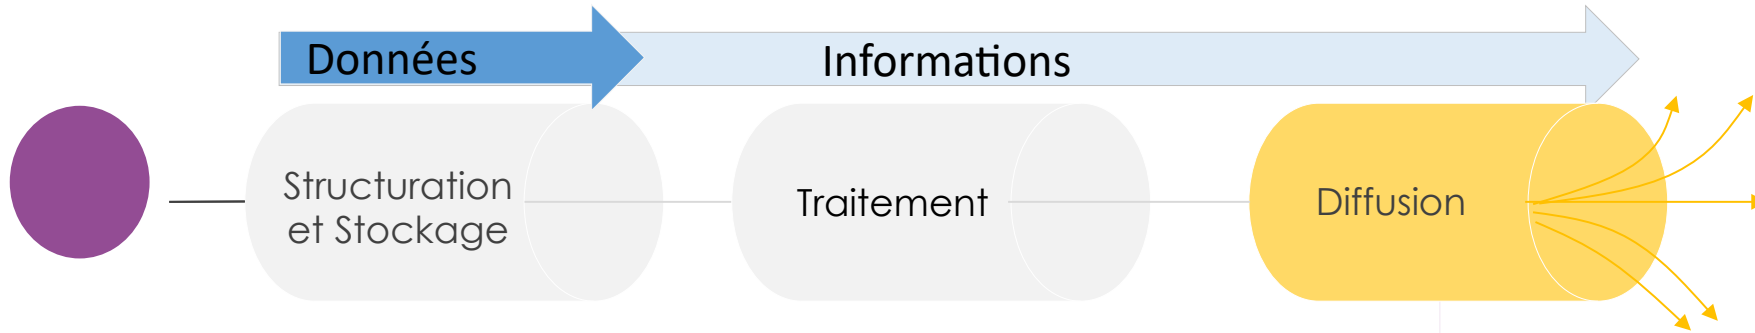 Données
Informations
Structuration
et Stockage
Traitement
Diffusion